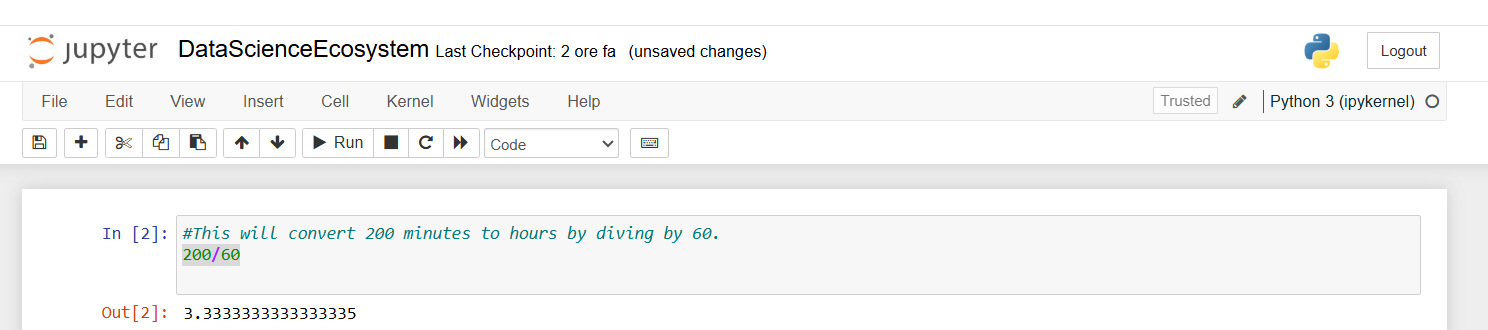 jupyter DataScienceEcosystem Last Checkpoint: 2 ore fa (unsaved changes) Logout
File Edit View Insert Cell Kernel Widgets Help Trusted Python 3 (ipykernel)
Run Code
In [2]: #This will convert 200 minutes to hours by diving by 60.
200/60
Out[2]: 3.3333333333333335